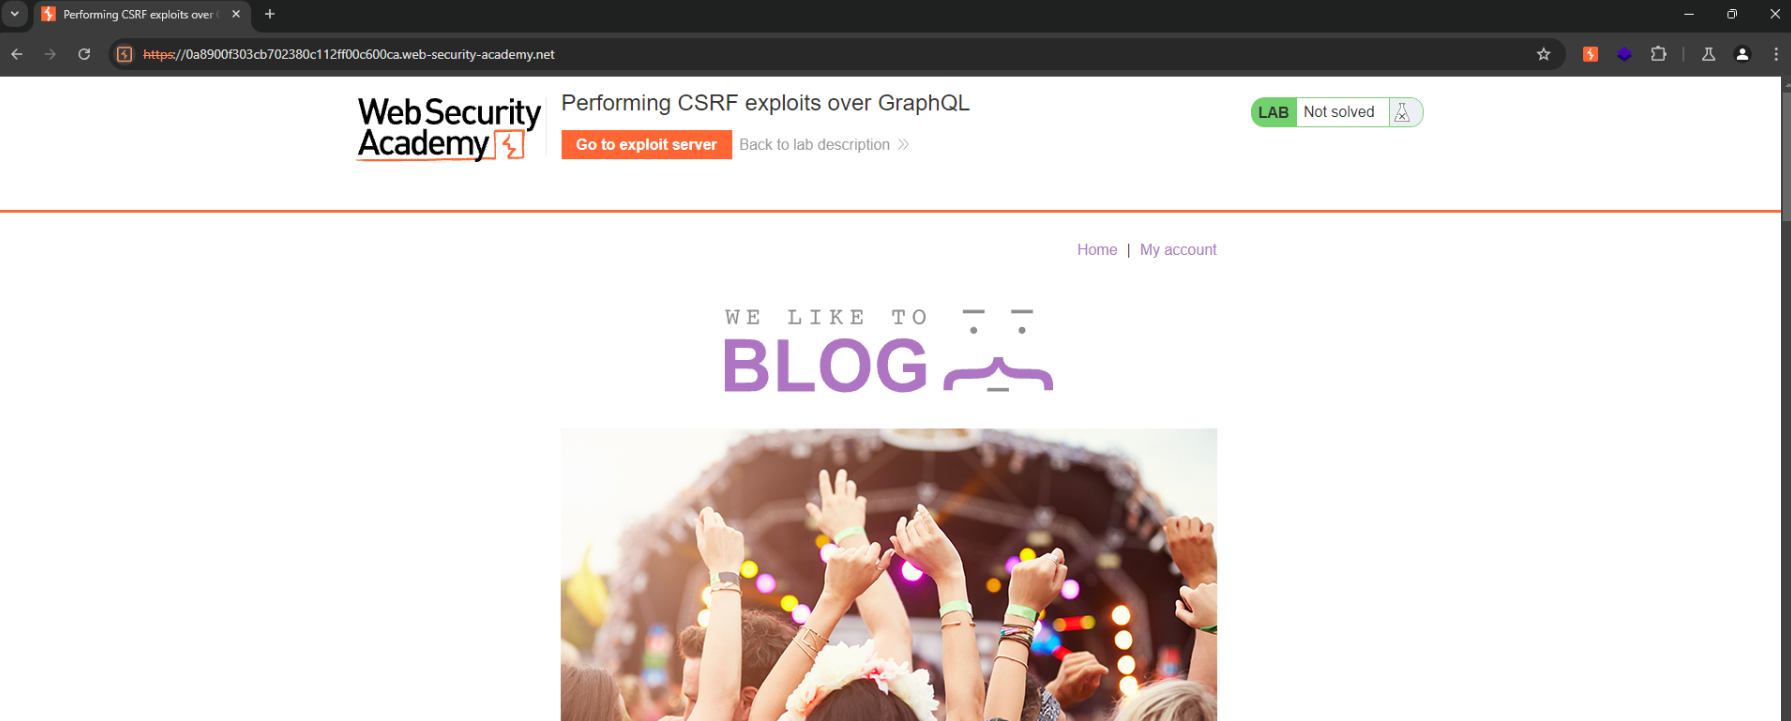 Performing CSRF exploits over
https://0a8900f303cb702380c112ff00c600ca.web-security-academy.net
Web Security
Academy
Performing CSRF exploits over GraphQL
Go to exploit server
Back to lab description
LAB
Not solved
Home | My account
WE LIKE TO
BLOG